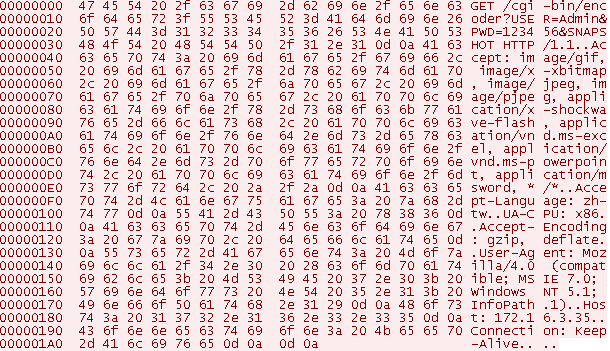 00000000 47 45 54 20 2f 63 67 69 2d 62 69 6e 2f 65 6e 63 GET /cgi -bin/enc
00000010 6f 64 65 72 3f 55 53 45 52 3d 41 64 6d 69 6e 26 oder?USE R=Admin&
00000020 50 57 44 3d 31 32 33 34 35 36 26 53 4e 41 50 53 PWD=1234 56&SNAPS
00000030 48 4f 54 20 48 54 54 50 2f 31 2e 31 0d 0a 41 63 HOT HTTP /1.1..Ac
00000040 63 65 70 74 3a 20 69 6d 61 67 65 2f 67 69 66 2c cept: im age/gif,
00000050 20 69 6d 61 67 65 2f 78 2d 78 62 69 74 6d 61 70 image/x -xbitmap
00000060 2c 20 69 6d 61 67 65 2f 6a 70 65 67 2c 20 69 6d , image/ jpeg, im
00000070 61 67 65 2f 70 6a 70 65 67 2c 20 61 70 70 6c 69 age/pjpe g, appli
00000080 63 61 74 69 6f 6e 2f 78 2d 73 68 6f 63 6b 77 61 cation/x -shockwa
00000090 76 65 2d 66 6c 61 73 68 2c 20 61 70 70 6c 69 63 ve-flash , applic
000000A0 61 74 69 6f 6e 2f 76 6e 64 2e 6d 73 2d 65 78 63 ation/vn d.ms-exc
000000B0 65 6c 2c 20 61 70 70 6c 69 63 61 74 69 6f 6e 2f el, appl ication/
000000C0 76 6e 64 2e 6d 73 2d 70 6f 77 65 72 70 6f 69 6e vnd.ms-p owerpoin
000000D0 74 2c 20 61 70 70 6c 69 63 61 74 69 6f 6e 2f 6d t, appli cation/m
000000E0 73 77 6f 72 64 2c 20 2a 2f 2a 0d 0a 41 63 63 65 sword, * /*..Acce
000000F0 70 74 2d 4c 61 6e 67 75 61 67 65 3a 20 7a 68 2d pt-Langu age: zh-
00000100 74 77 0d 0a 55 41 2d 43 50 55 3a 20 78 38 36 0d tw..UA-C PU: x86.
00000110 0a 41 63 63 65 70 74 2d 45 6e 63 6f 64 69 6e 67 .Accept- Encoding
00000120 3a 20 67 7a 69 70 2c 20 64 65 66 6c 61 74 65 0d : gzip, deflate.
00000130 0a 55 73 65 72 2d 41 67 65 6e 74 3a 20 4d 6f 7a .User-Ag ent: Moz
00000140 69 6c 6c 61 2f 34 2e 30 20 28 63 6f 6d 70 61 74 illa/4.0 (compat
00000150 69 62 6c 65 3b 20 4d 53 49 45 20 37 2e 30 3b 20 ible; MS IE 7.0;
00000160 57 69 6e 64 6f 77 73 20 4e 54 20 35 2e 31 3b 20 Windows NT 5.1;
00000170 49 6e 66 6f 50 61 74 68 2e 31 29 0d 0a 48 6f 73 InfoPath .1)..Hos
00000180 74 3a 20 31 37 32 2e 31 36 2e 33 2e 33 35 0d 0a t: 172.1 6.3.35..
00000190 43 6f 6e 6e 65 63 74 69 6f 6e 3a 20 4b 65 65 70 Connecti on: Keep
000001A0 2d 41 6c 69 76 65 0d 0a 0d 0a -Alive.. ..